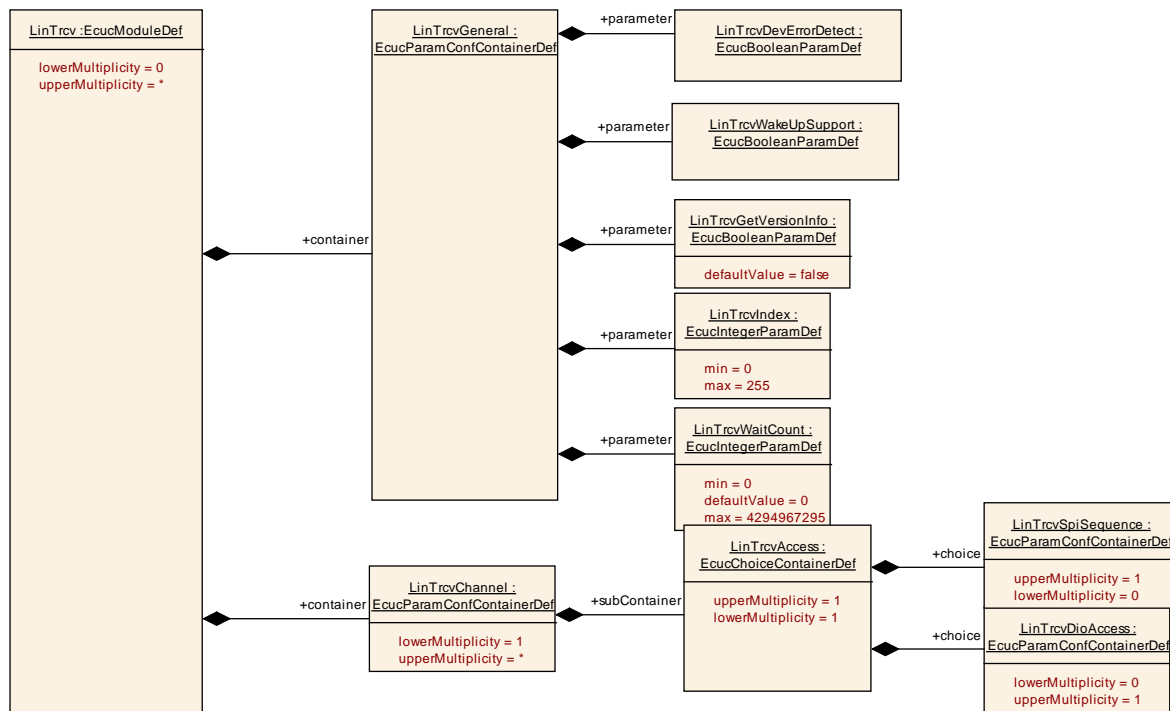 LinTrcv :EcucModuleDef
lowerMultiplicity = 0
upperMultiplicity = *
+container
LinTrcvGeneral :
EcucParamConfContainerDef
+parameter
LinTrcvDevErrorDetect :
EcucBooleanParamDef
+parameter
LinTrcvWakeUpSupport :
EcucBooleanParamDef
+parameter
LinTrcvGetVersionInfo :
EcucBooleanParamDef
defaultValue = false
+parameter
LinTrcvIndex :
EcucIntegerParamDef
min = 0
max = 255
+parameter
LinTrcvWaitCount :
EcucIntegerParamDef
min = 0
defaultValue = 0
max = 4294967295
+container
LinTrcvChannel :
EcucParamConfContainerDef
lowerMultiplicity = 1
upperMultiplicity = *
+subContainer
LinTrcvAccess :
EcucChoiceContainerDef
upperMultiplicity = 1
lowerMultiplicity = 1
+choice
LinTrcvSpiSequence :
EcucParamConfContainerDef
upperMultiplicity = 1
lowerMultiplicity = 0
+choice
LinTrcvDioAccess :
EcucParamConfContainerDef
lowerMultiplicity = 0
upperMultiplicity = 1